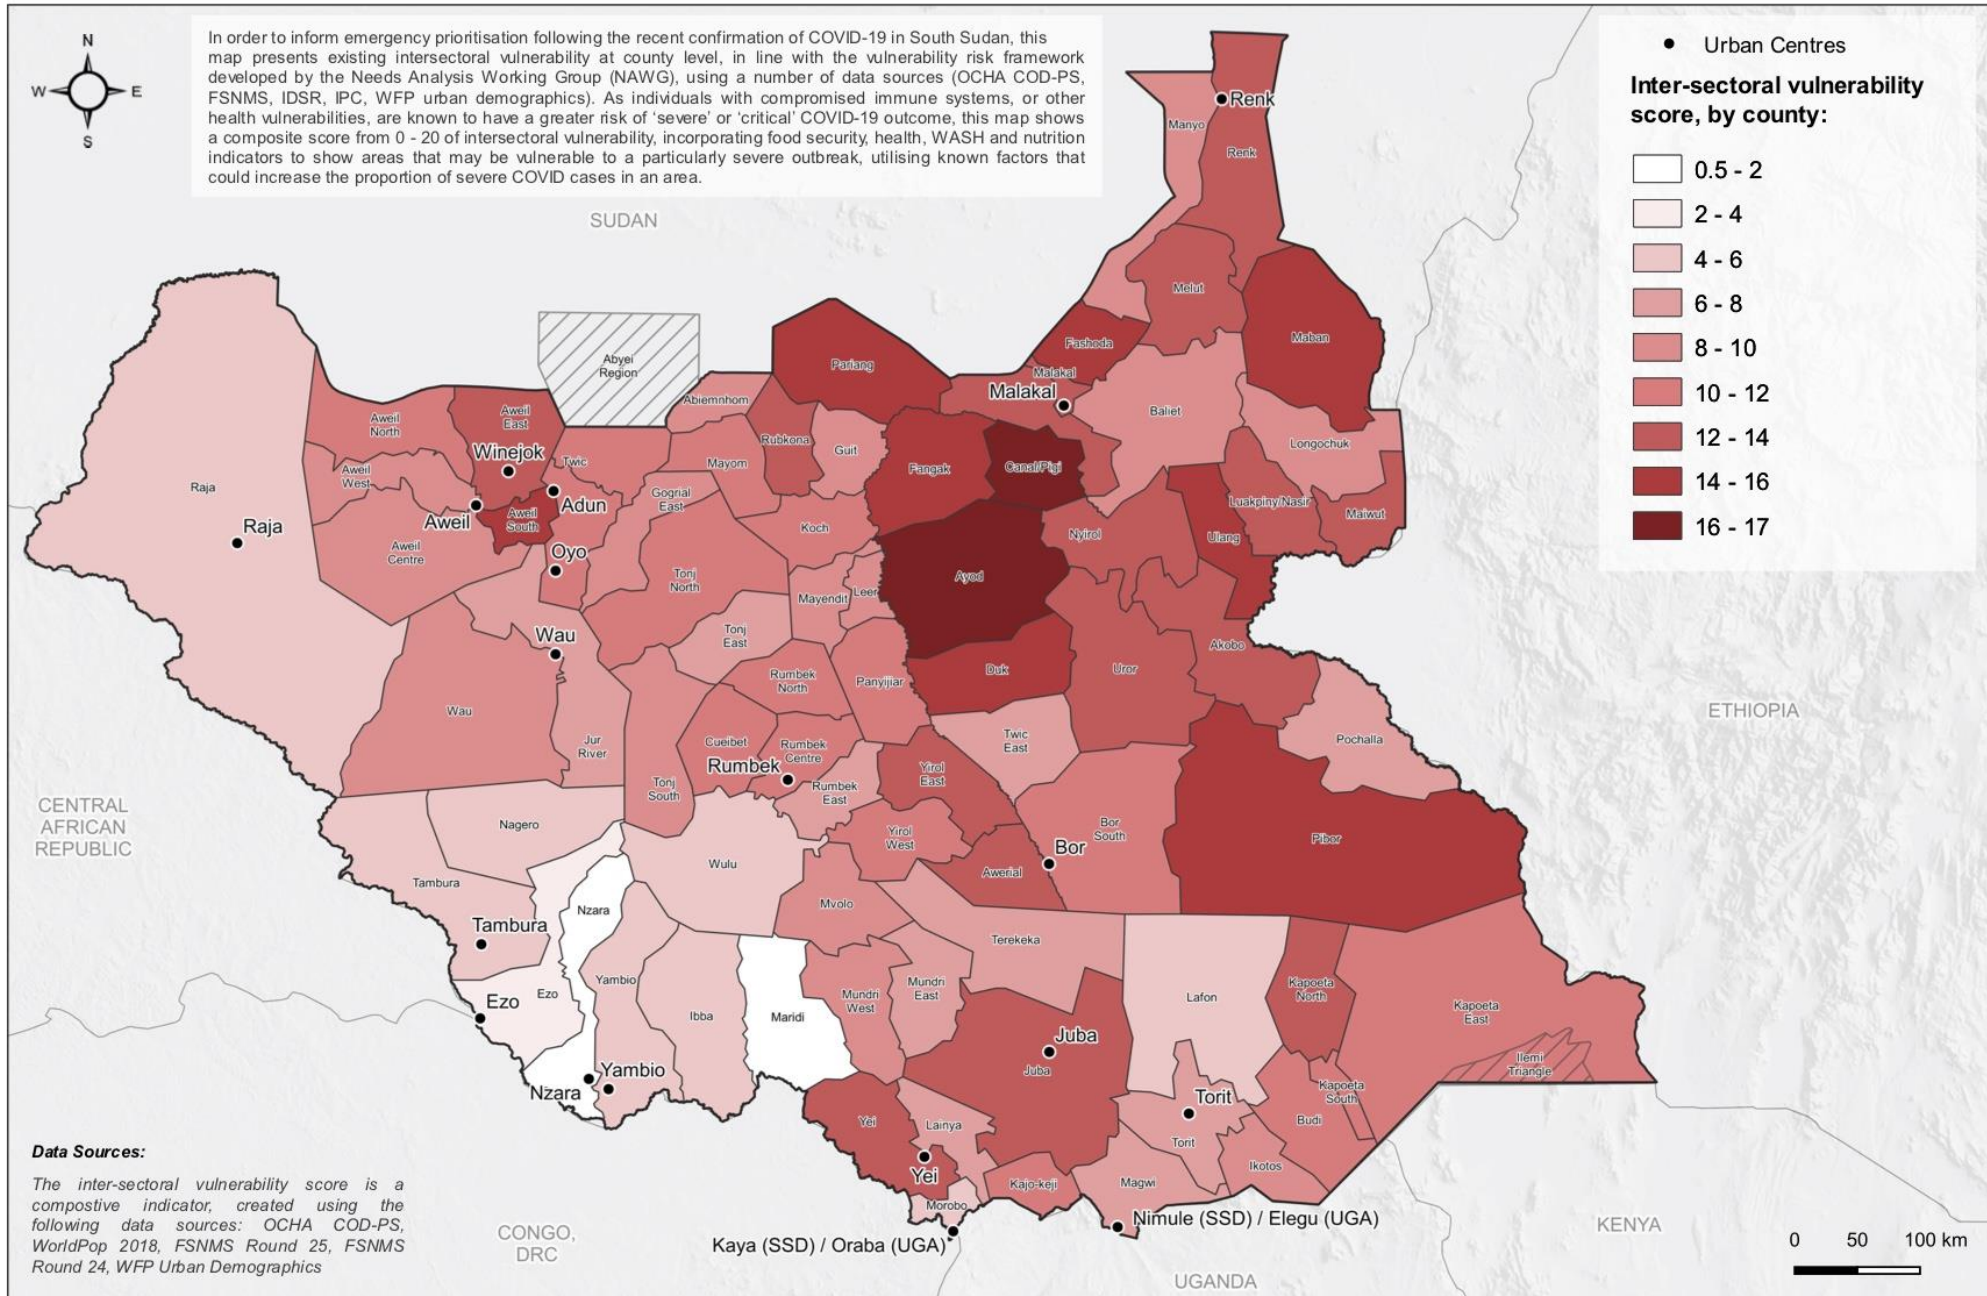 In order to inform emergency prioritisation following the recent confirmation of COVID-19 in South Sudan, this
map presents existing intersectoral vulnerability at county level, in line with the vulnerability risk framework
developed by the Needs Analysis Working Group (NAWG), using a number of data sources (OCHA COD-PS,
FSNMS, IDSR, IPC, WFP urban demographics). As individuals with compromised immune systems, or other
health vulnerabilities, are known to have a greater risk of 'severe' or 'critical' COVID-19 outcome, this map shows
a composite score from 0 - 20 of intersectoral vulnerability, incorporating food security, health, WASH and nutrition
indicators to show areas that may be vulnerable to a particularly severe outbreak, utilising known factors that
could increase the proportion of severe COVID cases in an area.
N
W
E
S
Urban Centres
Inter-sectoral vulnerability
score, by county:
0.5 - 2
2 - 4
4 - 6
6 - 8
8 - 10
10 - 12
12 - 14
14 - 16
16 - 17
SUDAN
Renk
Manyo
Renk
Melut
Maban
Fashoda
Malakal
Malakal
Baliet
Longochuk
Abyei
Region
Pariang
Abiemnhom
Rubkona
Guit
Mayom
Fangak
Canal/Pigi
Luakpiny/Nasir
Maiwut
Ulang
Nyirol
Aweil
North
Aweil
East
Winejok
Twic
Aweil
West
Adun
Aweil
Aweil
South
Gogrial
East
Koch
Raja
Raja
Aweil
Centre
Oyo
Tonj
North
Mayendit
Leer
Ayod
Wau
Tonj
East
Duk
Uror
Akobo
Rumbek
North
Panyijiar
Wau
Jur
River
Cueibet
Rumbek
Centre
Rumbek
Tonj
South
Rumbek
East
Yirol
East
Twic
East
Pochalla
ETHIOPIA
CENTRAL
AFRICAN
REPUBLIC
Nagero
Wulu
Yirol
West
Bor
South
Bor
Pibor
Awerial
Tambura
Nzara
Mvolo
Tambura
Terekeka
Yambio
Ezo
Ezo
Ibba
Maridi
Mundri
West
Mundri
East
Lafon
Kapoeta
North
Kapoeta
East
Juba
Juba
Ilemi
Triangle
Yambio
Nzara
Yei
Lainya
Torit
Torit
Kapoeta
South
Budi
Ikotos
Yei
Kajo-keji
Magwi
Morobo
Nimule (SSD) / Elegu (UGA)
Kaya (SSD) / Oraba (UGA)
CONGO,
DRC
UGANDA
KENYA
0 50 100 km
Data Sources:
The inter-sectoral vulnerability score is a
compostive indicator, created using the
following data sources: OCHA COD-PS,
WorldPop 2018, FSNMS Round 25, FSNMS
Round 24, WFP Urban Demographics